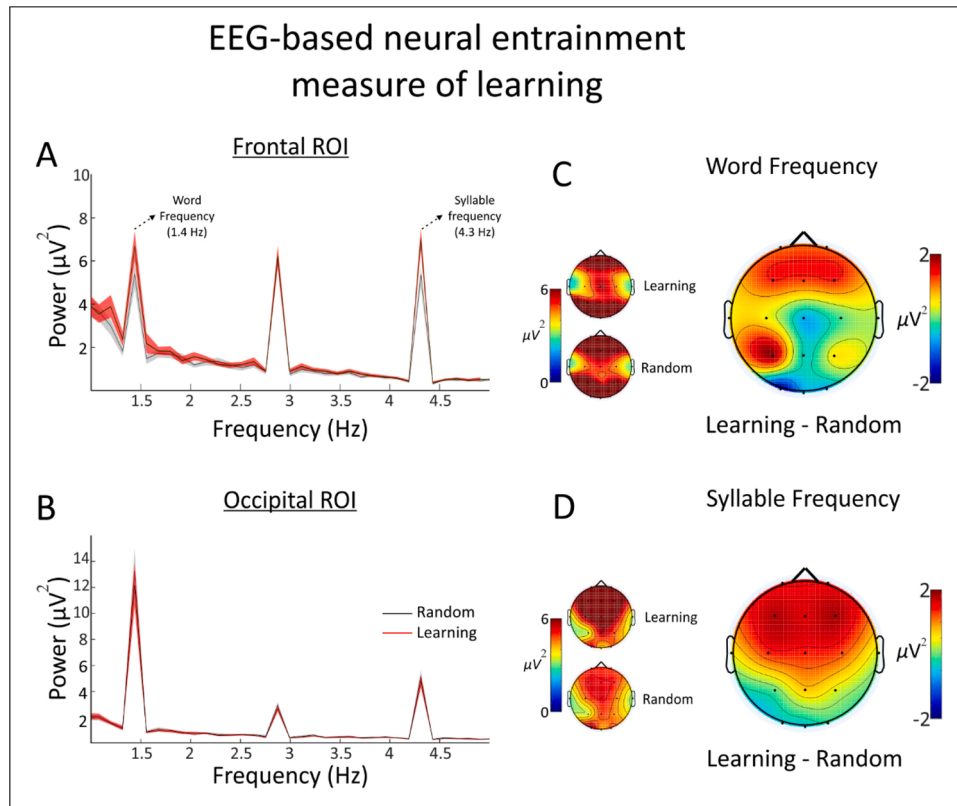 EEG-based neural entrainment
measure of learning
A
Frontal ROI
Word
Frequency
(1.4 Hz)
Syllable
frequency
(4.3 Hz)
Power (µV²)
10
8
6
4
2
1.5
2
2.5
3
3.5
4
4.5
Frequency (Hz)
C
Word Frequency
6
µV²
0
Learning
Random
2
µV²
-2
Learning - Random
B
Occipital ROI
Power (µV²)
14
12
10
8
6
4
2
Random
Learning
1.5
2
2.5
3
3.5
4
4.5
Frequency (Hz)
D
Syllable Frequency
6
µV²
0
Learning
Random
2
µV²
-2
Learning - Random